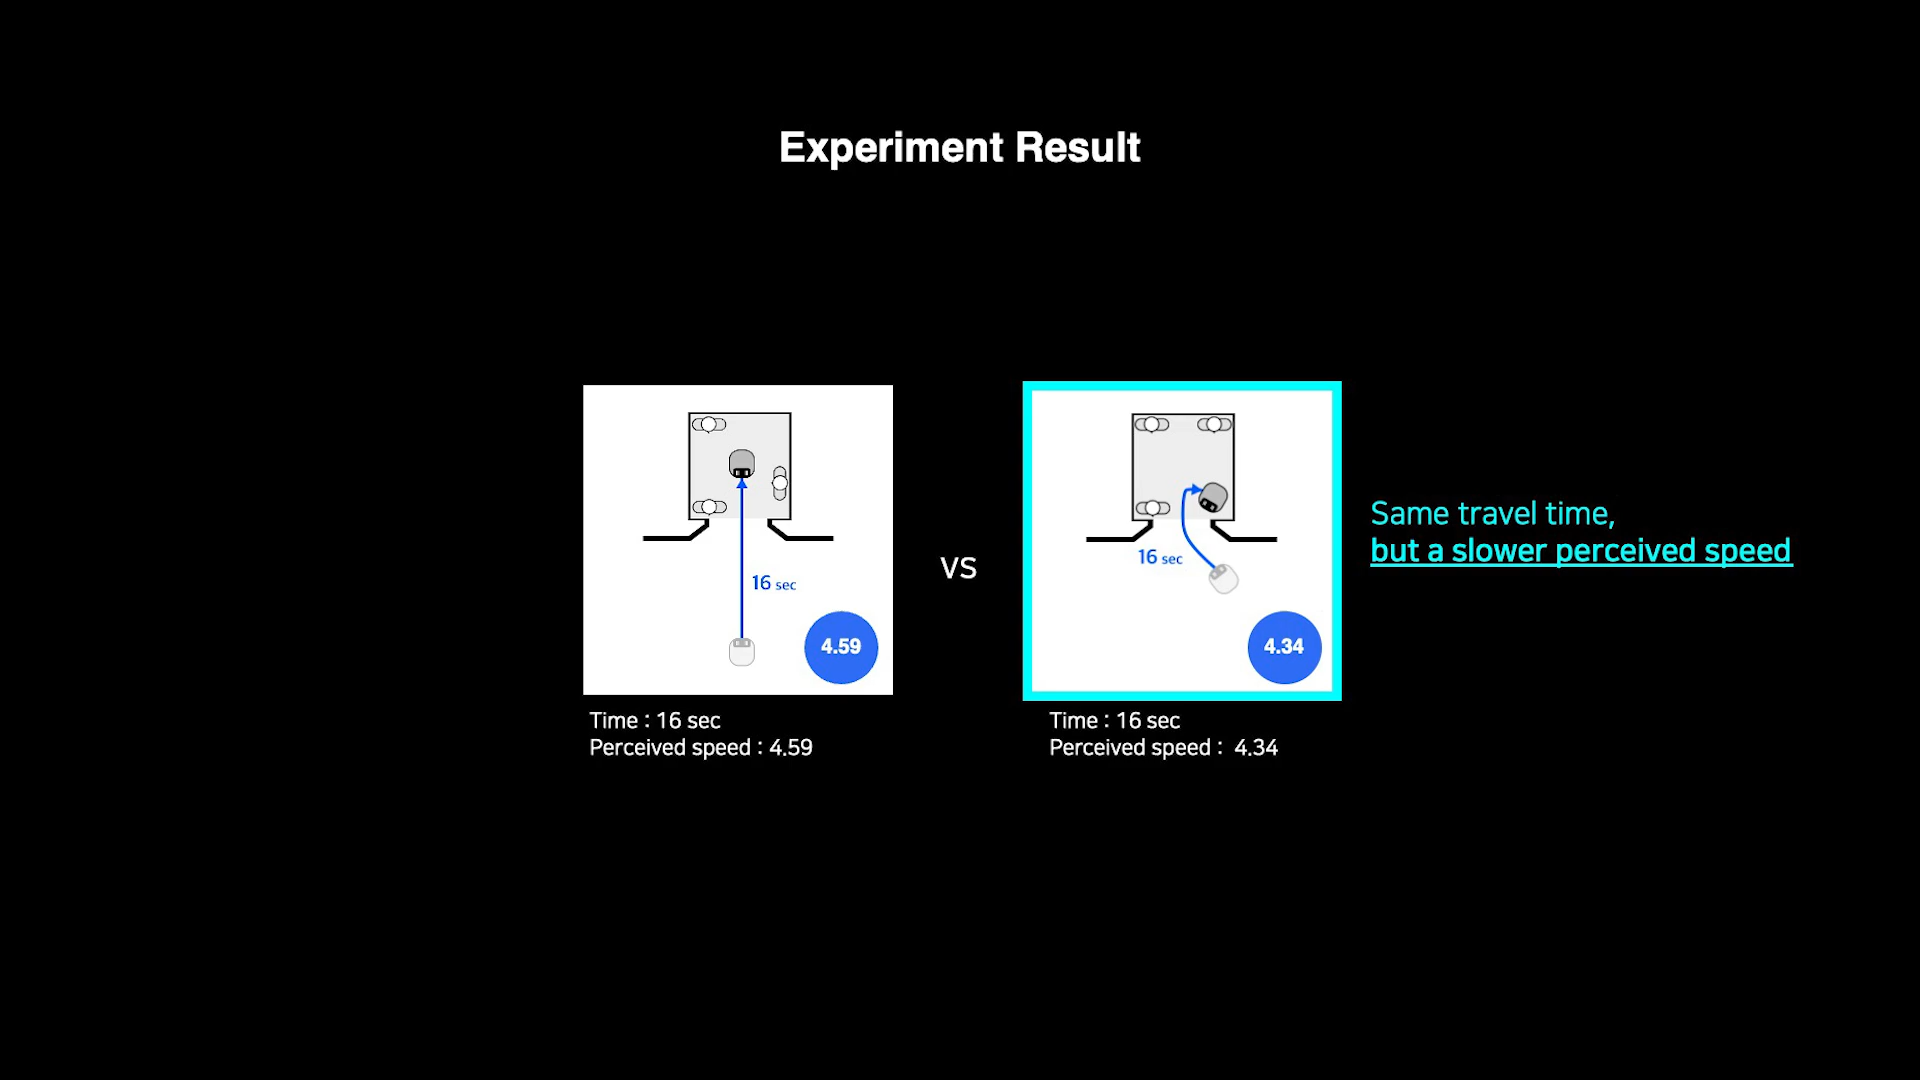 Experiment Result
16 sec
4.59
Time : 16 sec
Perceived speed : 4.59
VS
16 sec
4.34
Time : 16 sec
Perceived speed :  4.34
Same travel time,
but a slower perceived speed